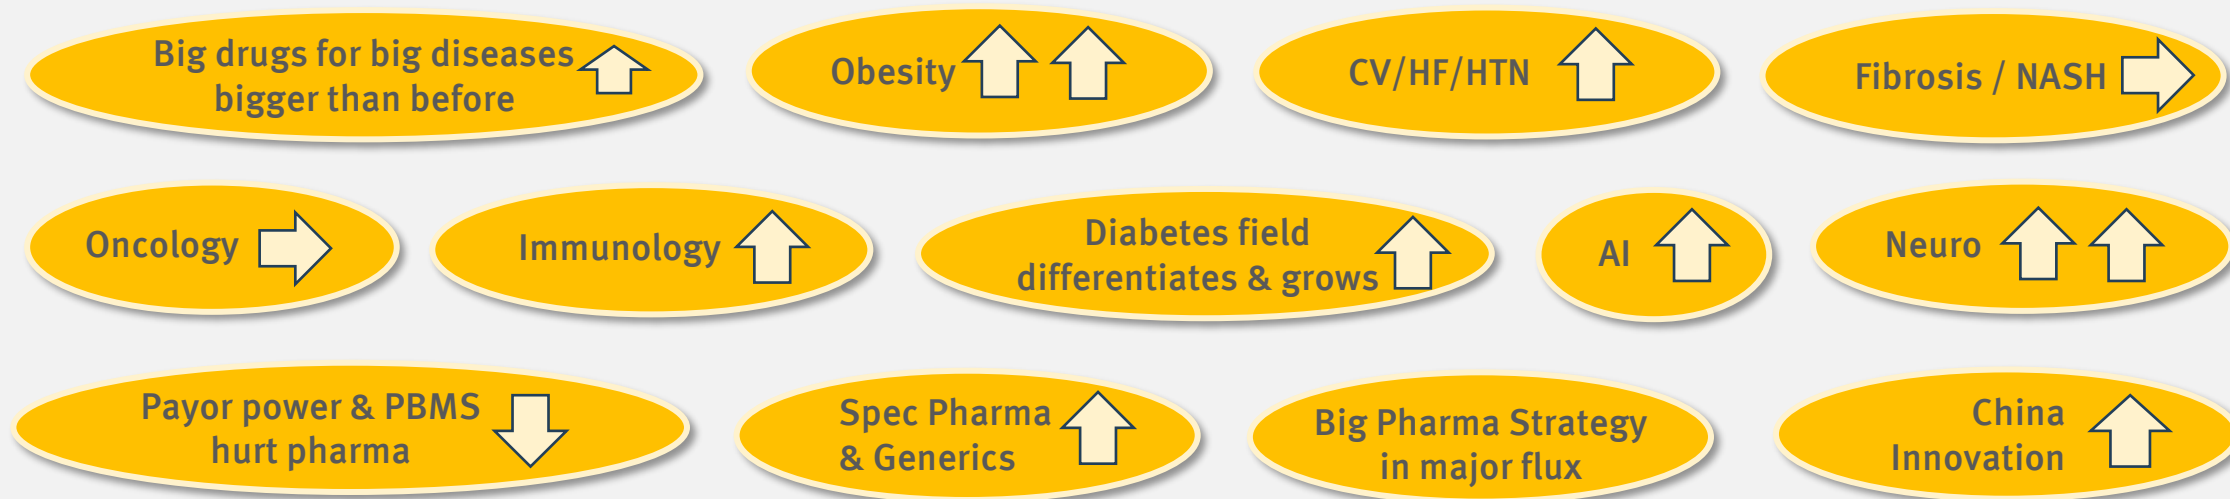 Big drugs for big diseases
bigger than before
Obesity
CV/HF/HTN
Fibrosis / NASH
Oncology
Immunology
Diabetes field
differentiates & grows
AI
Neuro
Payor power & PBMS
hurt pharma
Spec Pharma
& Generics
Big Pharma Strategy
in major flux
China
Innovation